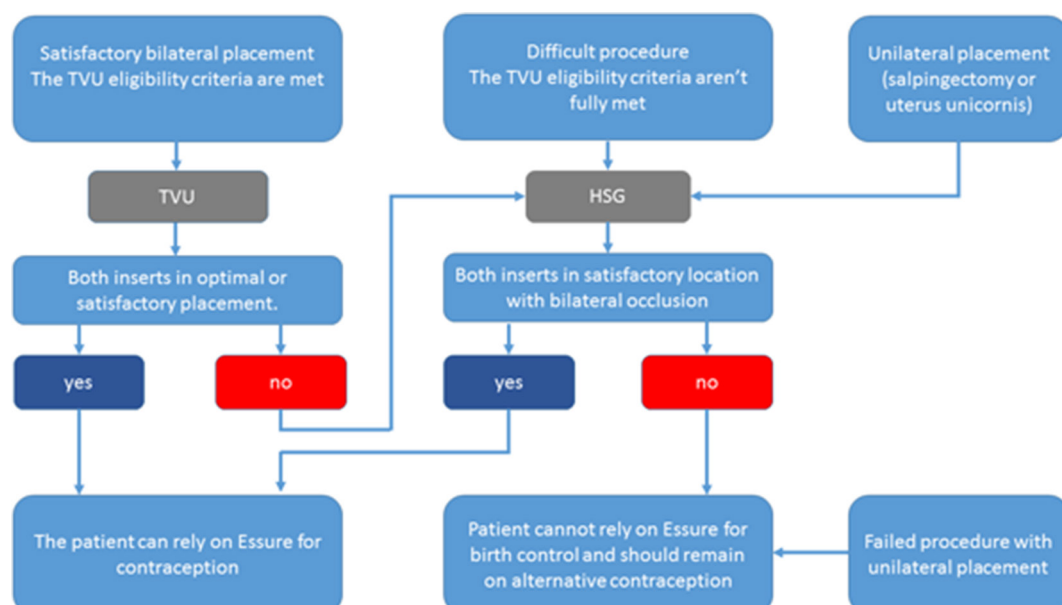 Satisfactory bilateral placement
The TVU eligibility criteria are met
Difficult procedure
The TVU eligibility criteria aren't
fully met
Unilateral placement
(salpingectomy or
uterus unicornis)
TVU
HSG
Both inserts in optimal or
satisfactory placement.
Both inserts in satisfactory location
with bilateral occlusion
yes
no
yes
no
The patient can rely on Essure for
contraception
Patient cannot rely on Essure for
birth control and should remain
on alternative contraception
Failed procedure with
unilateral placement